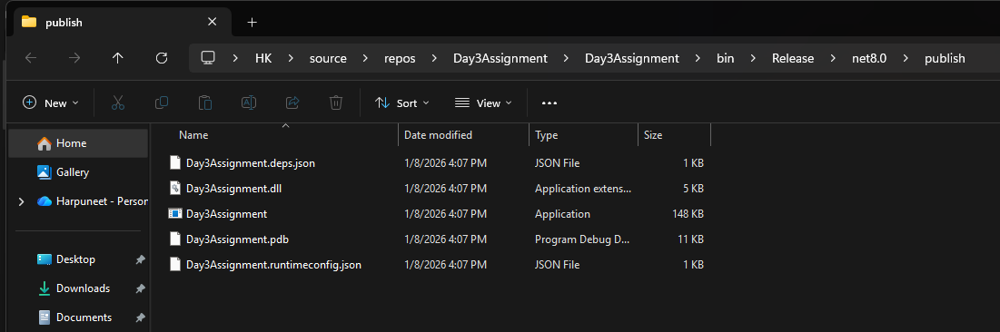 publish
HK > source > repos > Day3Assignment > Day3Assignment > bin > Release > net8.0 > publish
New Sort View
Name Date modified Type Size
Home
Gallery
Harpuneet - Person
Desktop
Downloads
Documents
Day3Assignment.deps.json 1/8/2026 4:07 PM JSON File 1 KB
Day3Assignment.dll 1/8/2026 4:07 PM Application extens... 5 KB
Day3Assignment 1/8/2026 4:07 PM Application 148 KB
Day3Assignment.pdb 1/8/2026 4:07 PM Program Debug D... 11 KB
Day3Assignment.runtimeconfig.json 1/8/2026 4:07 PM JSON File 1 KB